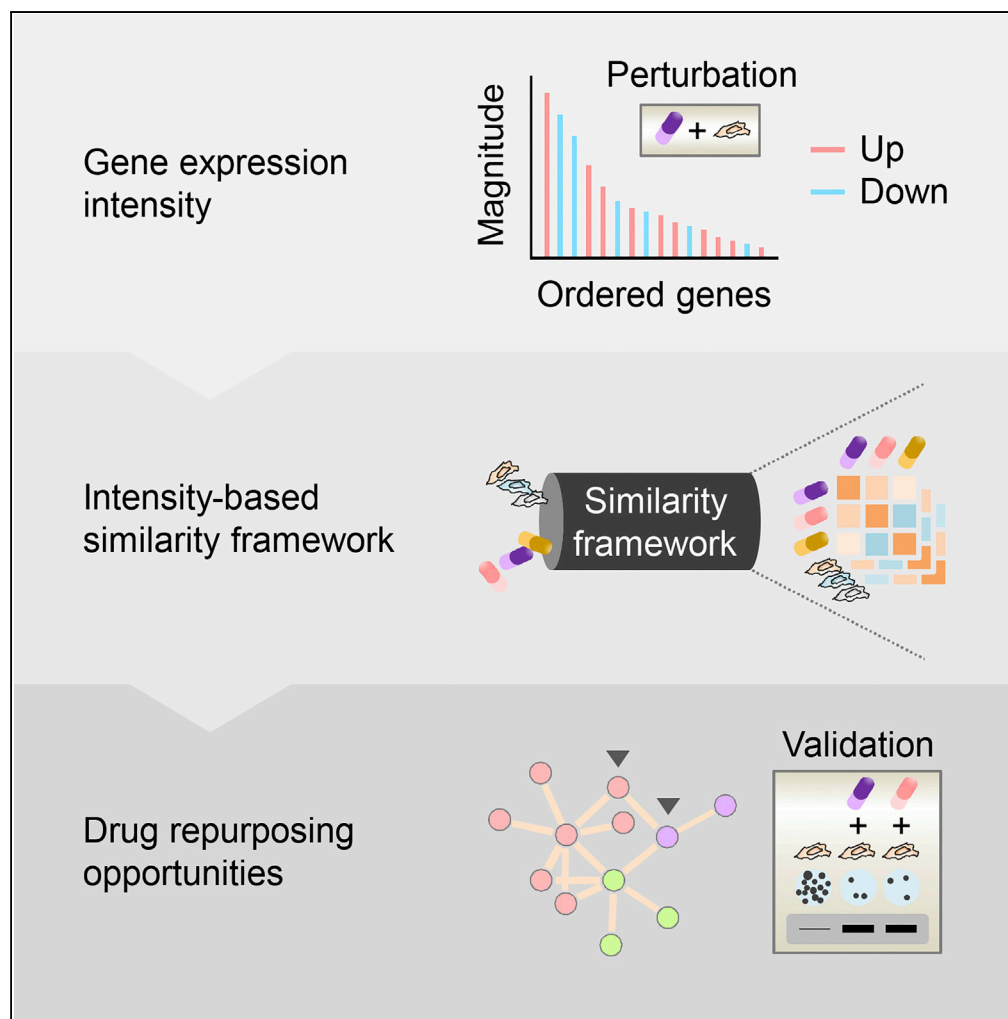 Gene expression
intensity
Perturbation
+
Magnitude
Up
Down
Ordered genes
Intensity-based
similarity framework
Similarity
framework
Drug repurposing
opportunities
Validation
+ +